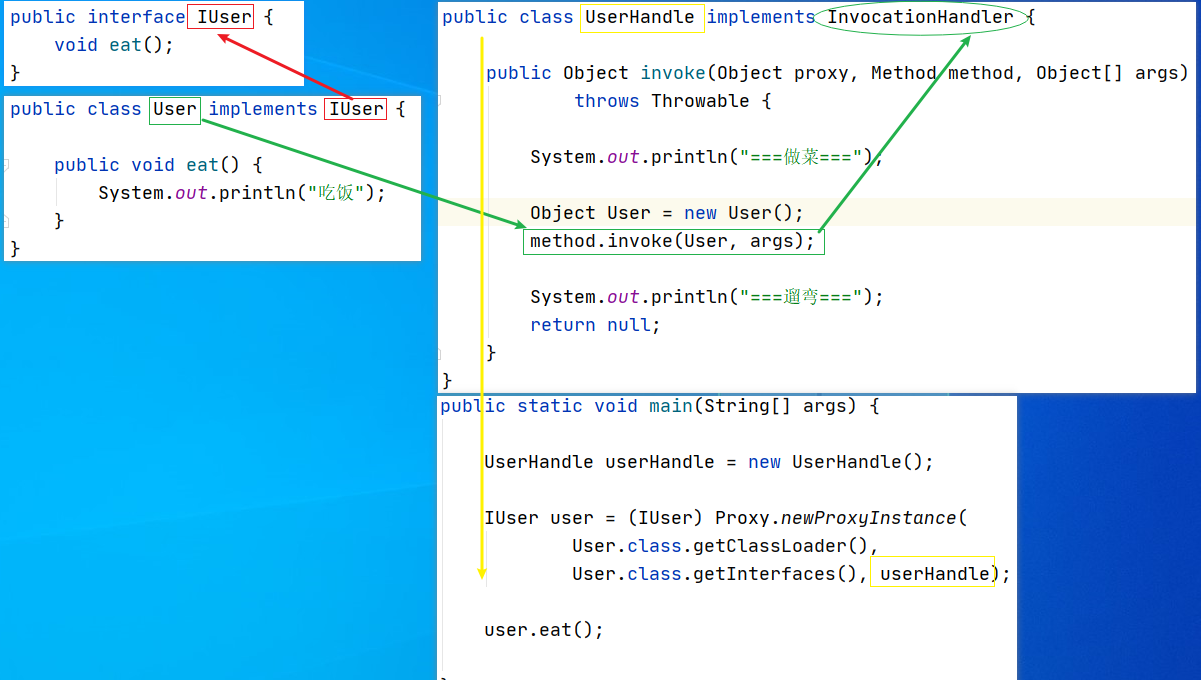 public interface IUser {
void eat();
}
public class User implements IUser {
public void eat() {
System.out.println("吃饭");
}
}
public class UserHandle implements InvocationHandler {
public Object invoke(Object proxy, Method method, Object[] args)
throws Throwable {
System.out.println("===做菜===");
Object User = new User();
method.invoke(User, args);
System.out.println("===遛弯===");
return null;
}
}
public static void main(String[] args) {
UserHandle userHandle = new UserHandle();
IUser user = (IUser) Proxy.newProxyInstance(
User.class.getClassLoader(),
User.class.getInterfaces(), userHandle);
user.eat();